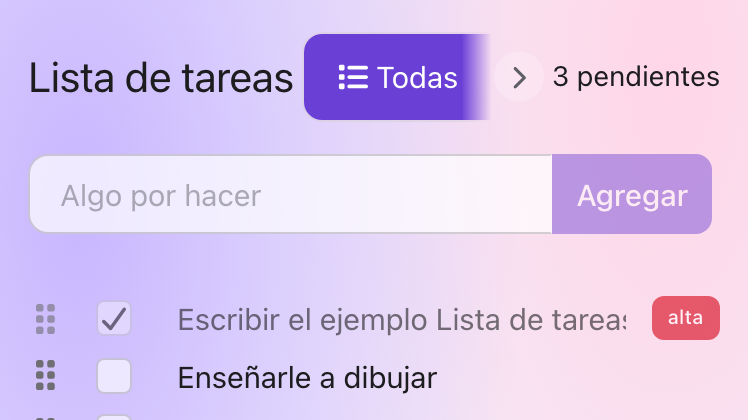 Lista de tareas
Todas
3 pendientes
Algo por hacer
Agregar
Escribir el ejemplo Lista de tareas
alta
Enseñarle a dibujar